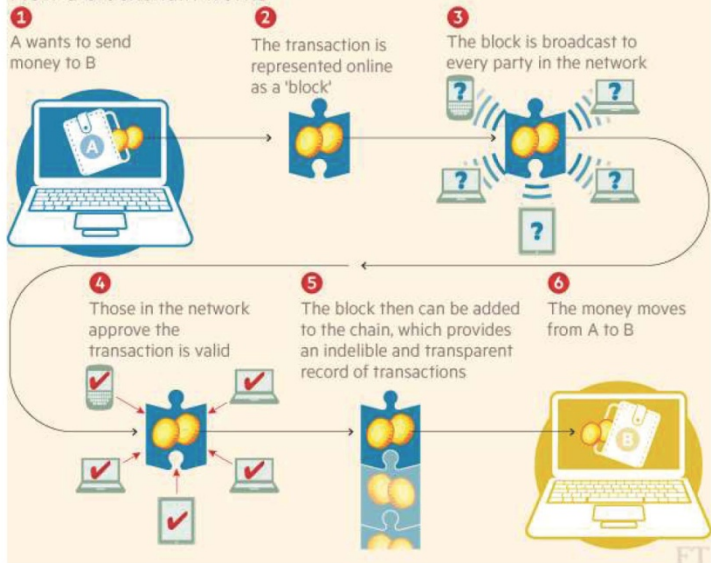 1
A wants to send
money to B
A
2
The transaction is
represented online
as a 'block'
3
The block is broadcast to
every party in the network
?
?
?
?
?
4
Those in the network
approve the
transaction is valid
5
The block then can be added
to the chain, which provides
an indelible and transparent
record of transactions
6
The money moves
from A to B
B
FT